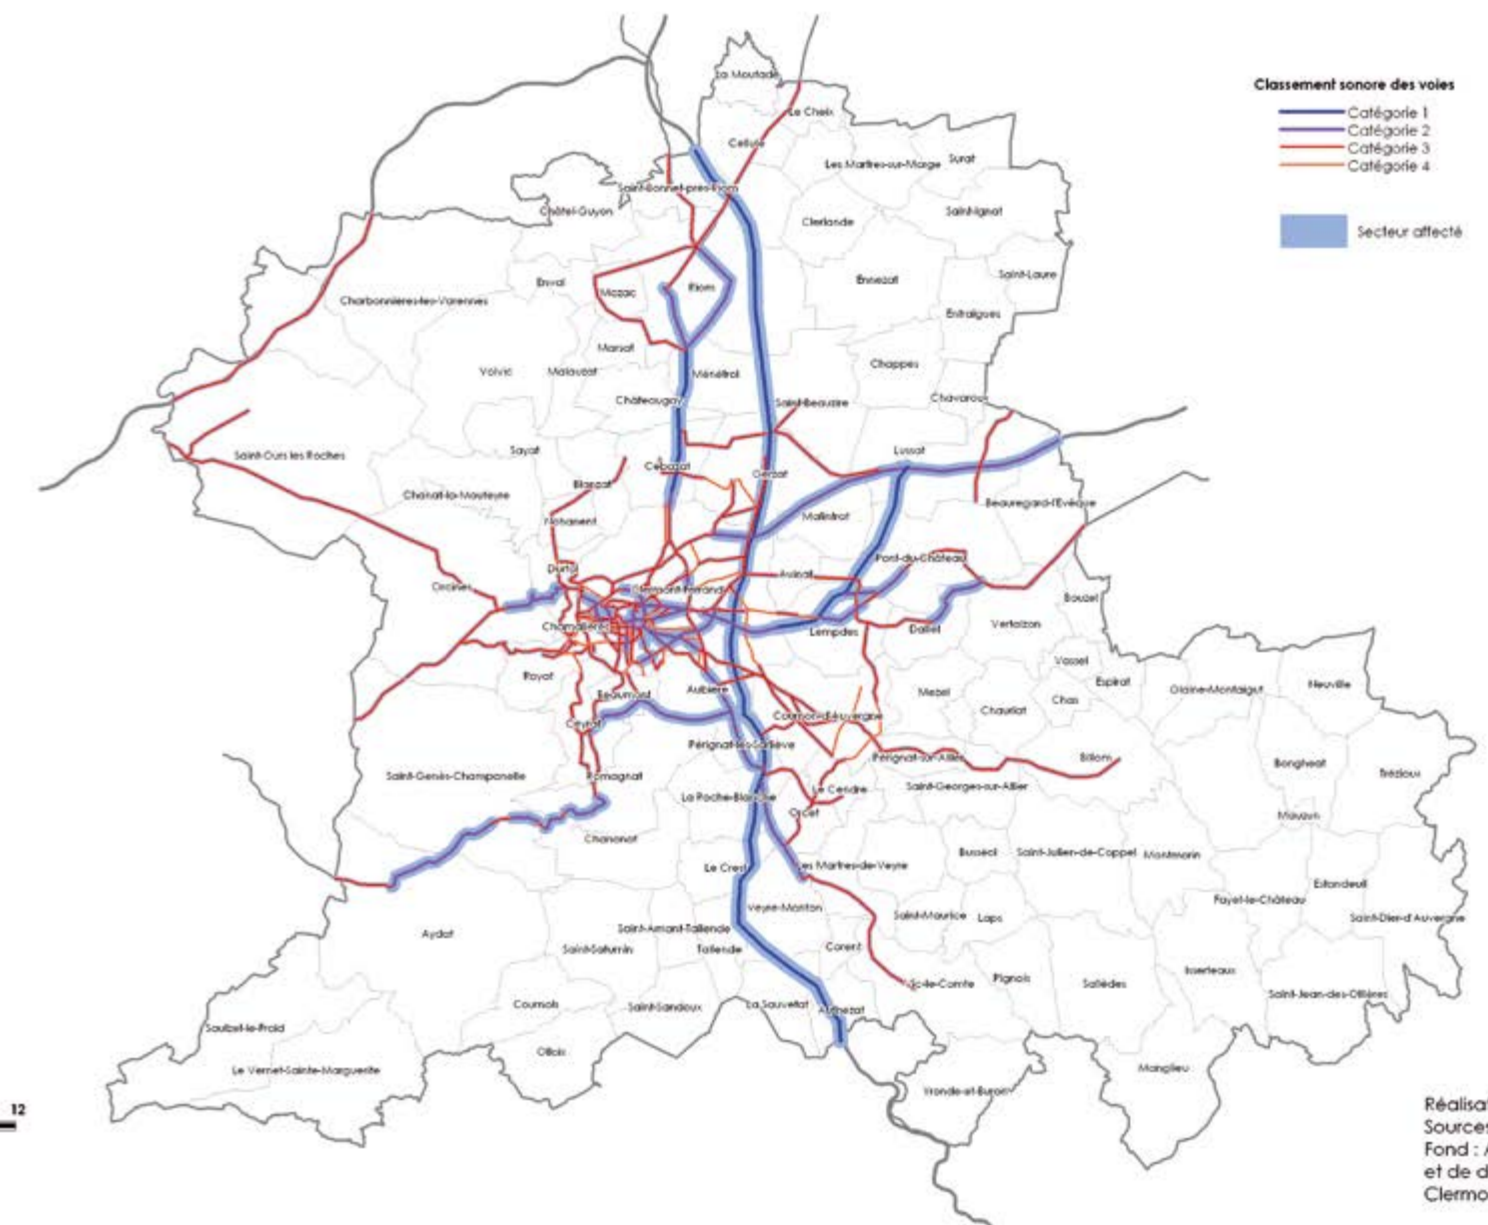 Classement sonore des voies
Catégorie 1
Catégorie 2
Catégorie 3
Catégorie 4
Secteur affecté
La Moutade
Le Cheix
Cellule
Les Martres-sur-Morge
Surat
Saint-Bonnet-près-Riom
Châtel-Guyon
Clerlande
Saint-Ignat
Enval
Mozac
Riom
Ennezat
Saint-Laure
Charbonnières-les-Varennes
Entraigues
Marsat
Volvic
Malauzat
Ménétrol
Chappes
Châteaugay
Saint-Beauzire
Chavaroux
Saint-Ours les Roches
Sayat
Lussat
Cébazat
Gerzat
Blanzat
Chanat-la-Mouteyre
Beauregard-l'Evêque
Nohanent
Malintrat
Pont-du-Château
Durtol
Aulnat
Orcines
Clermont-Ferrand
Bouzel
Chamalières
Lempdes
Dallet
Vertaizon
Vassel
Royat
Espirat
Neuville
Beaumont
Aubière
Mezel
Glaine-Montaigut
Chas
Chauriat
Ceyrat
Cournon-d'Auvergne
Pérignat-lès-Sarliève
Pérignat-sur-Allier
Billom
Bongheat
Trézioux
Saint-Genès-Champanelle
Romagnat
Le Cendre
Saint-Georges-sur-Allier
La Roche-Blanche
Orcet
Mauzun
Chanonat
Busséol
Saint-Julien-de-Coppel
Montmorin
Le Crest
Les Martres-de-Veyre
Estandeuil
Fayet-le-Château
Veyre-Monton
Saint-Maurice
Laps
Saint-Dier-d'Auvergne
Saint-Amant-Tallende
Aydat
Saint-Saturnin
Tallende
Corent
Isserteaux
Vic-le-Comte
Pignols
Sallèdes
Saint-Jean-des-Ollières
Cournols
Saint-Sandoux
La Sauvetat
Authezat
Saulzet-le-Froid
Olloix
Le Vernet-Sainte-Marguerite
Manglieu
Yronde-et-Buron
12
Réalisat
Sources
Fond : A
et de d
Clermo